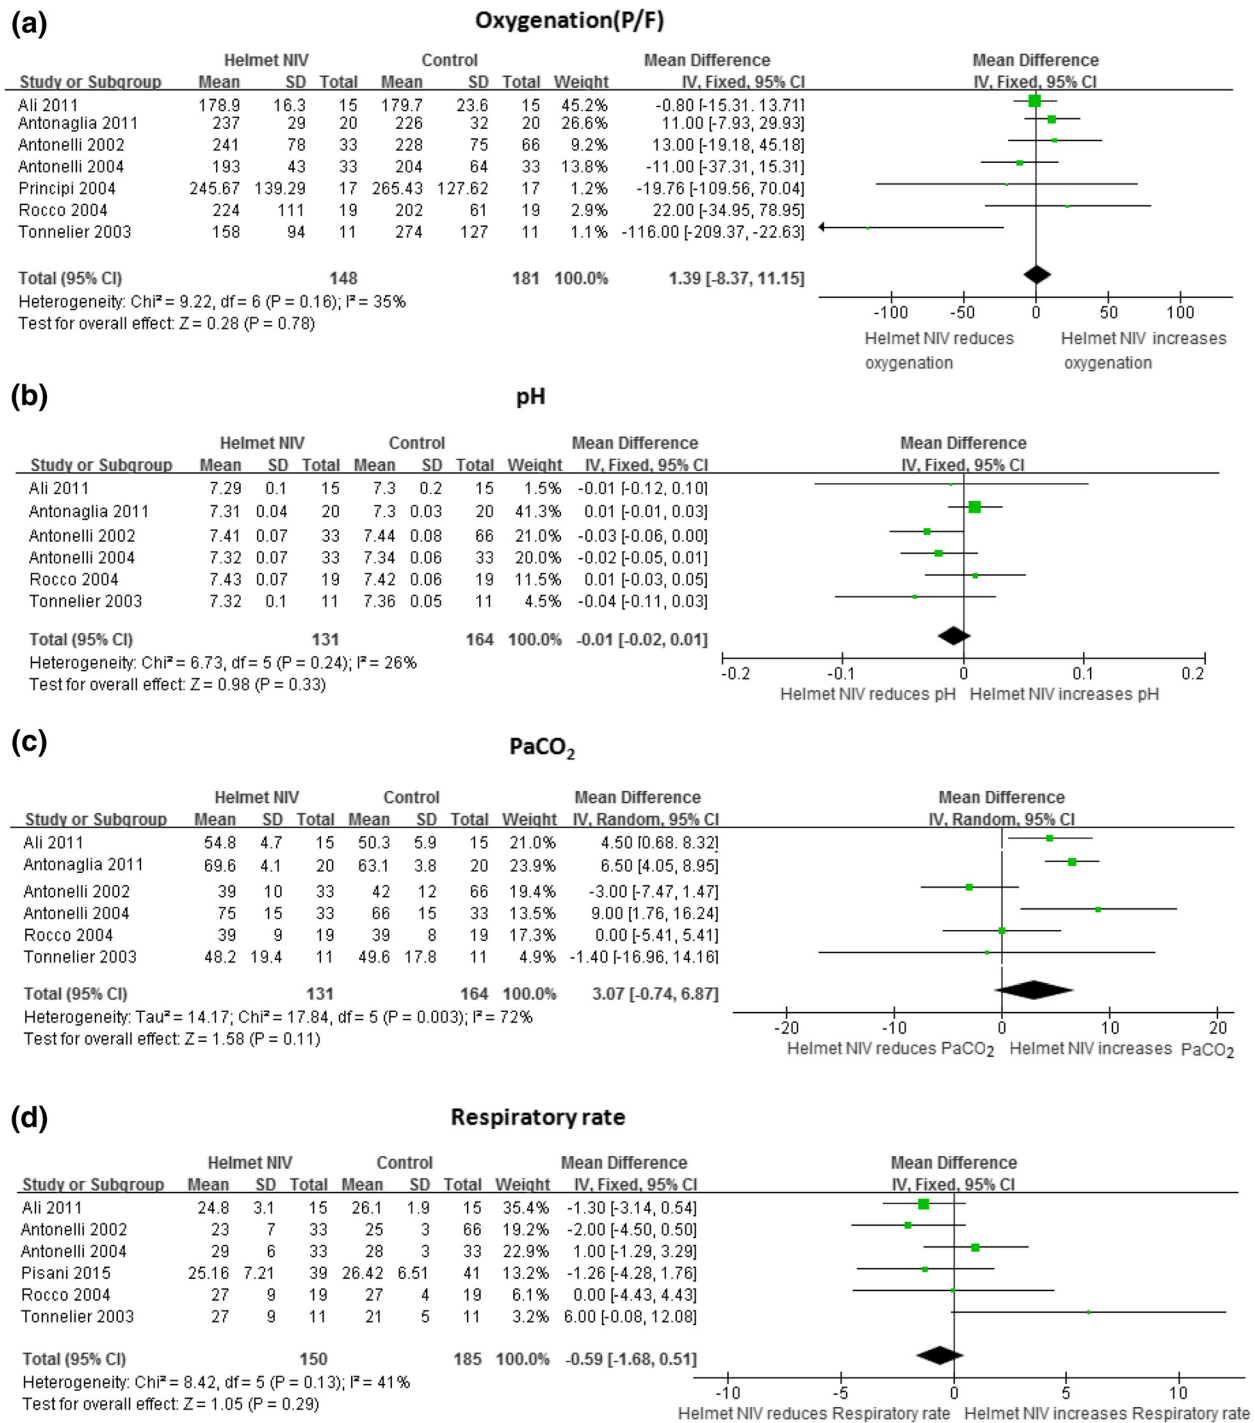 (a)
Oxygenation(P/F)
Helmet NIV Control Mean Difference Mean Difference
Study or Subgroup Mean SD Total Mean SD Total Weight IV, Fixed, 95% CI IV, Fixed, 95% CI
Ali 2011 178.9 16.3 15 179.7 23.6 15 45.2% -0.80 [-15.31, 13.71]
Antonaglia 2011 237 29 20 226 32 20 26.6% 11.00 [-7.93, 29.93]
Antonelli 2002 241 78 33 228 75 66 9.2% 13.00 [-19.18, 45.18]
Antonelli 2004 193 43 33 204 64 33 13.8% -11.00 [-37.31, 15.31]
Principi 2004 245.67 139.29 17 265.43 127.62 17 1.2% -19.76 [-109.56, 70.04]
Rocco 2004 224 111 19 202 61 19 2.9% 22.00 [-34.95, 78.95]
Tonnelier 2003 158 94 11 274 127 11 1.1% -116.00 [-209.37, -22.63]
Total (95% CI) 148 181 100.0% 1.39 [-8.37, 11.15]
Heterogeneity: Chi² = 9.22, df = 6 (P = 0.16); I² = 35%
Test for overall effect: Z = 0.28 (P = 0.78)
-100 -50 0 50 100
Helmet NIV reduces Helmet NIV increases
oxygenation oxygenation
(b)
pH
Helmet NIV Control Mean Difference Mean Difference
Study or Subgroup Mean SD Total Mean SD Total Weight IV, Fixed, 95% CI IV, Fixed, 95% CI
Ali 2011 7.29 0.1 15 7.3 0.2 15 1.5% -0.01 [-0.12, 0.10]
Antonaglia 2011 7.31 0.04 20 7.3 0.03 20 41.3% 0.01 [-0.01, 0.03]
Antonelli 2002 7.41 0.07 33 7.44 0.08 66 21.0% -0.03 [-0.06, 0.00]
Antonelli 2004 7.32 0.07 33 7.34 0.06 33 20.0% -0.02 [-0.05, 0.01]
Rocco 2004 7.43 0.07 19 7.42 0.06 19 11.5% 0.01 [-0.03, 0.05]
Tonnelier 2003 7.32 0.1 11 7.36 0.05 11 4.5% -0.04 [-0.11, 0.03]
Total (95% CI) 131 164 100.0% -0.01 [-0.02, 0.01]
Heterogeneity: Chi² = 6.73, df = 5 (P = 0.24); I² = 26%
Test for overall effect: Z = 0.98 (P = 0.33)
-0.2 -0.1 0 0.1 0.2
Helmet NIV reduces pH Helmet NIV increases pH
(c)
PaCO₂
Helmet NIV Control Mean Difference Mean Difference
Study or Subgroup Mean SD Total Mean SD Total Weight IV, Random, 95% CI IV, Random, 95% CI
Ali 2011 54.8 4.7 15 50.3 5.9 15 21.0% 4.50 [0.68, 8.32]
Antonaglia 2011 69.6 4.1 20 63.1 3.8 20 23.9% 6.50 [4.05, 8.95]
Antonelli 2002 39 10 33 42 12 66 19.4% -3.00 [-7.47, 1.47]
Antonelli 2004 75 15 33 66 15 33 13.5% 9.00 [1.76, 16.24]
Rocco 2004 39 9 19 39 8 19 17.3% 0.00 [-5.41, 5.41]
Tonnelier 2003 48.2 19.4 11 49.6 17.8 11 4.9% -1.40 [-16.96, 14.16]
Total (95% CI) 131 164 100.0% 3.07 [-0.74, 6.87]
Heterogeneity: Tau² = 14.17; Chi² = 17.84, df = 5 (P = 0.003); I² = 72%
Test for overall effect: Z = 1.58 (P = 0.11)
-20 -10 0 10 20
Helmet NIV reduces PaCO₂ Helmet NIV increases PaCO₂
(d)
Respiratory rate
Helmet NIV Control Mean Difference Mean Difference
Study or Subgroup Mean SD Total Mean SD Total Weight IV, Fixed, 95% CI IV, Fixed, 95% CI
Ali 2011 24.8 3.1 15 26.1 1.9 15 35.4% -1.30 [-3.14, 0.54]
Antonelli 2002 23 7 33 25 3 66 19.2% -2.00 [-4.50, 0.50]
Antonelli 2004 29 6 33 28 3 33 22.9% 1.00 [-1.29, 3.29]
Pisani 2015 25.16 7.21 39 26.42 6.51 41 13.2% -1.26 [-4.28, 1.76]
Rocco 2004 27 9 19 27 4 19 6.1% 0.00 [-4.43, 4.43]
Tonnelier 2003 27 9 11 21 5 11 3.2% 6.00 [-0.08, 12.08]
Total (95% CI) 150 185 100.0% -0.59 [-1.68, 0.51]
Heterogeneity: Chi² = 8.42, df = 5 (P = 0.13); I² = 41%
Test for overall effect: Z = 1.05 (P = 0.29)
-10 -5 0 5 10
Helmet NIV reduces Respiratory rate Helmet NIV increases Respiratory rate